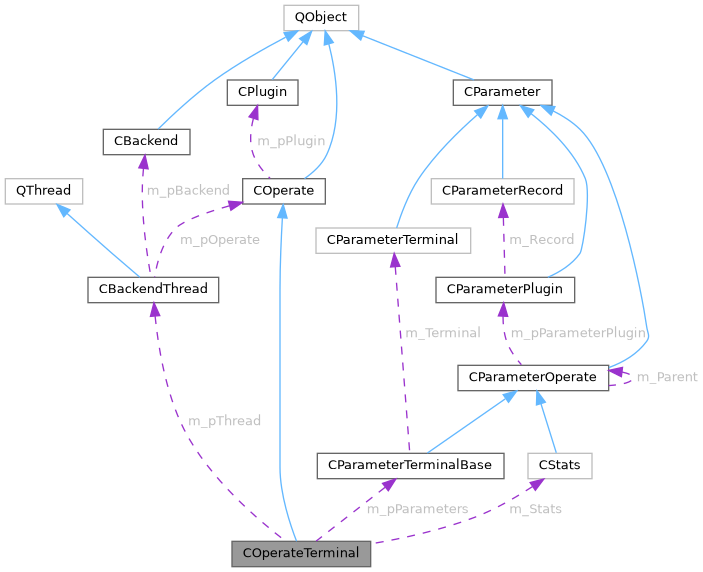 QObject
CPlugin
CParameter
CBackend
m_pPlugin
QThread
m_pBackend
COperate
CParameterRecord
m_pOperate
CParameterTerminal
m_Record
CBackendThread
CParameterPlugin
m_Terminal
m_pParameterPlugin
CParameterOperate
m_Parent
m_pThread
CParameterTerminalBase
CStats
m_pParameters
m_Stats
COperateTerminal